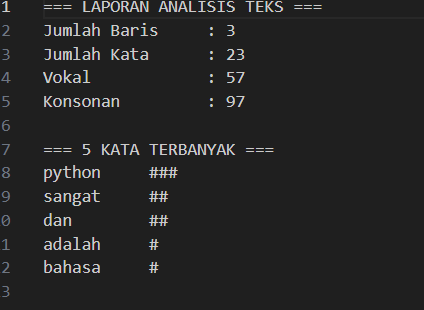 1 === LAPORAN ANALISIS TEKS ===
2 Jumlah Baris : 3
3 Jumlah Kata : 23
4 Vokal : 57
5 Konsonan : 97
6
7 === 5 KATA TERBANYAK ===
8 python ###
9 sangat ##
0 dan ##
1 adalah #
2 bahasa #
3